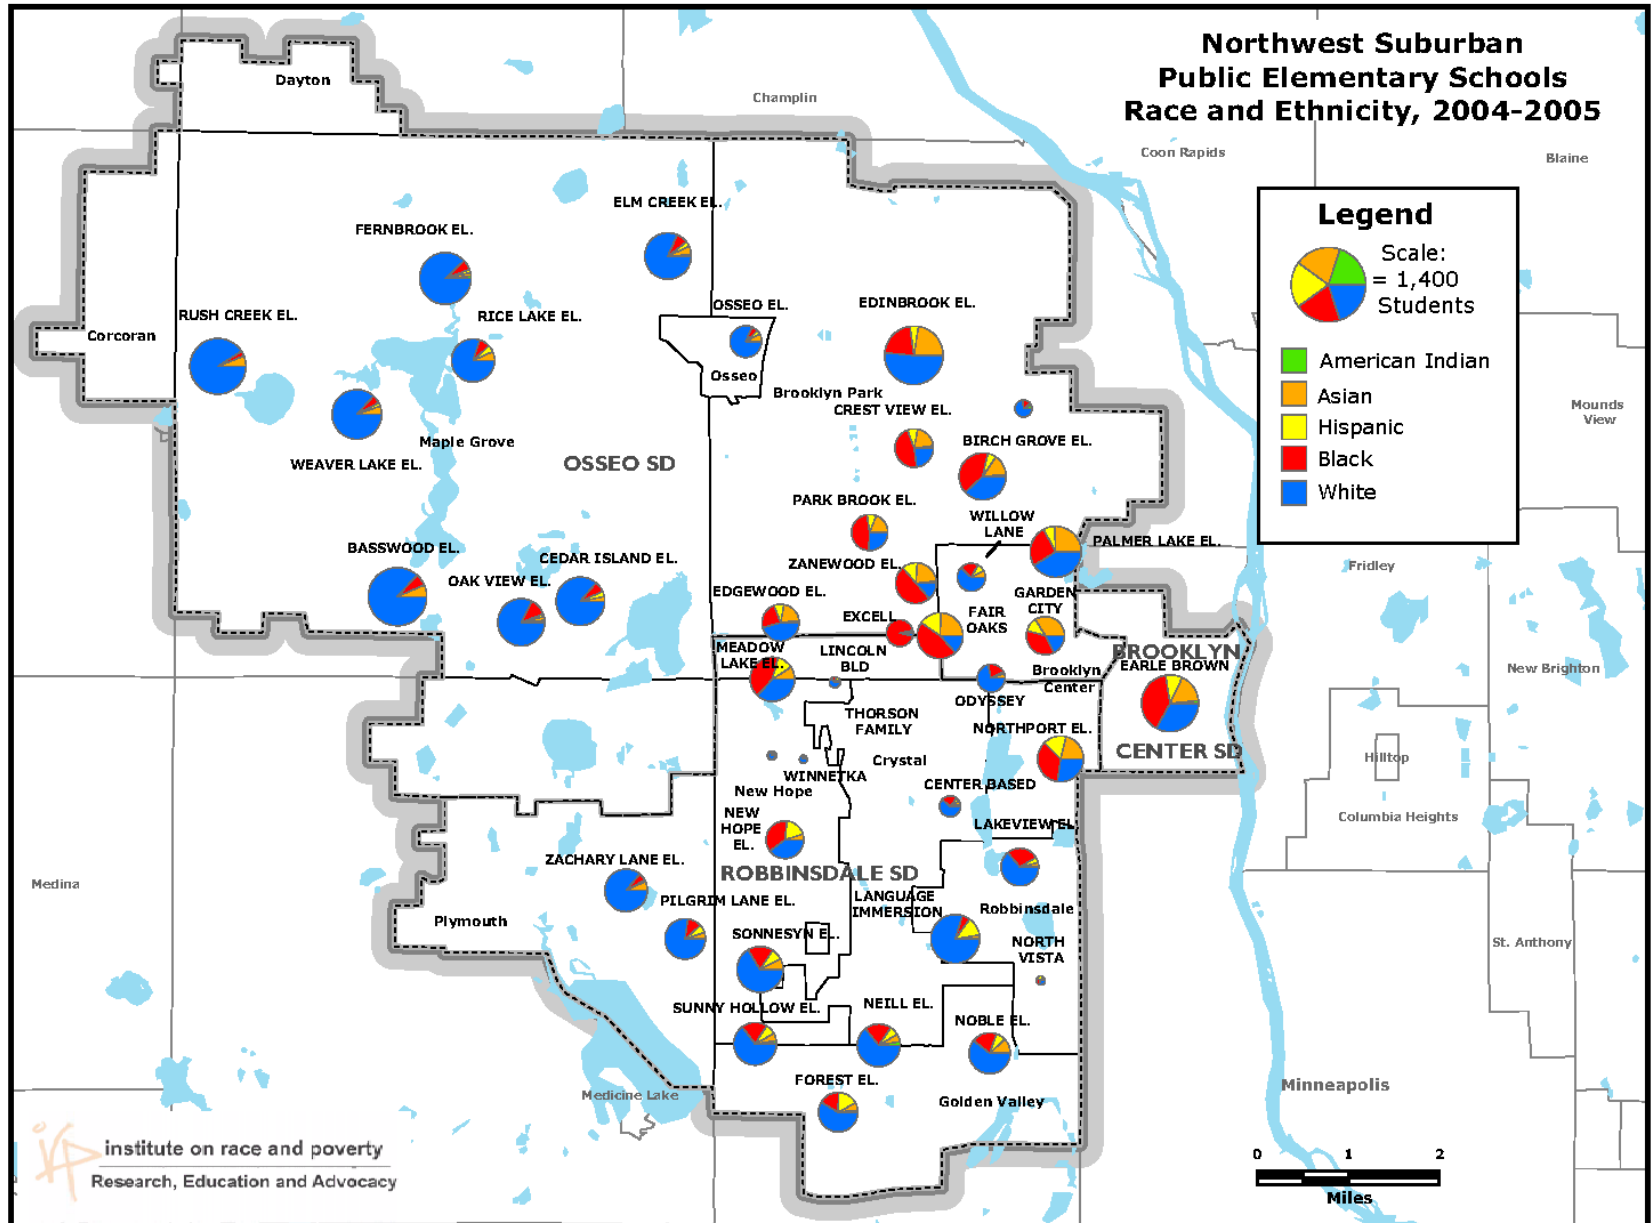 Northwest Suburban
Public Elementary Schools
Race and Ethnicity, 2004-2005
Dayton
Champlin
Coon Rapids
Blaine
Legend
Scale:
= 1,400
Students
American Indian
Asian
Hispanic
Black
White
ELM CREEK EL.
FERNBROOK EL.
RUSH CREEK EL.
RICE LAKE EL.
OSSEO EL.
EDINBROOK EL.
Corcoran
Osseo
Brooklyn Park
CREST VIEW EL.
Mounds
View
Maple Grove
BIRCH GROVE EL.
WEAVER LAKE EL.
OSSEO SD
PARK BROOK EL.
WILLOW
LANE
PALMER LAKE EL.
BASSWOOD EL.
CEDAR ISLAND EL.
OAK VIEW EL.
ZANEWOOD EL.
Fridley
EDGEWOOD EL.
GARDEN
CITY
EXCELL
FAIR
OAKS
MEADOW
LAKE EL.
LINCOLN
BLD
BROOKLYN
EARLE BROWN
Brooklyn
Center
New Brighton
ODYSSEY
THORSON
FAMILY
NORTHPORT EL.
CENTER SD
Crystal
Hilltop
WINNETKA
New Hope
CENTER BASED
NEW
HOPE
EL.
LAKEVIEW EL.
Columbia Heights
ZACHARY LANE EL.
ROBBINSDALE SD
Medina
PILGRIM LANE EL.
LANGUAGE
IMMERSION
Robbinsdale
Plymouth
SONNESYN EL.
NORTH
VISTA
St. Anthony
SUNNY HOLLOW EL.
NEILL EL.
NOBLE EL.
FOREST EL.
Medicine Lake
Golden Valley
Minneapolis
irp
institute on race and poverty
Research, Education and Advocacy
0 1 2
Miles